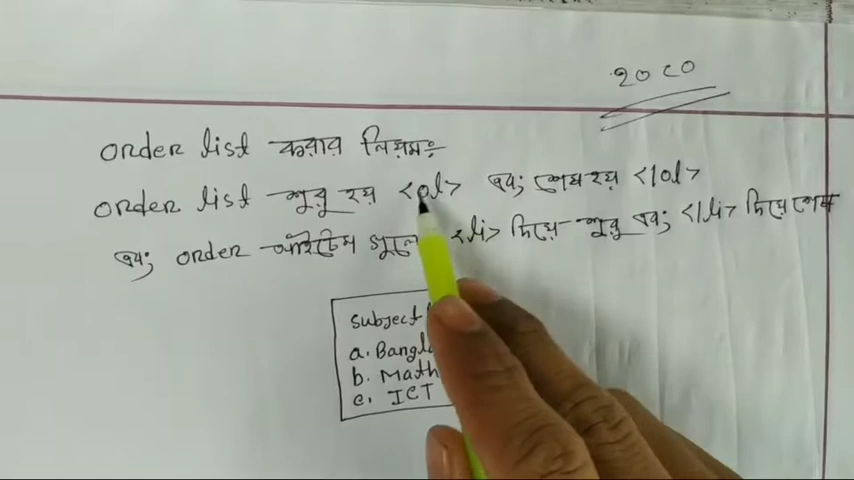 ২০২০
order list করার নিয়মঃ
order list শুরু হয় <ol> এবং শেষ হয় </ol>
এবং order আইটেম গুলো <li> দিয়ে শুরু এবং </li> দিয়ে শেষ
subject
a. Bangla
b. Math
c. ICT